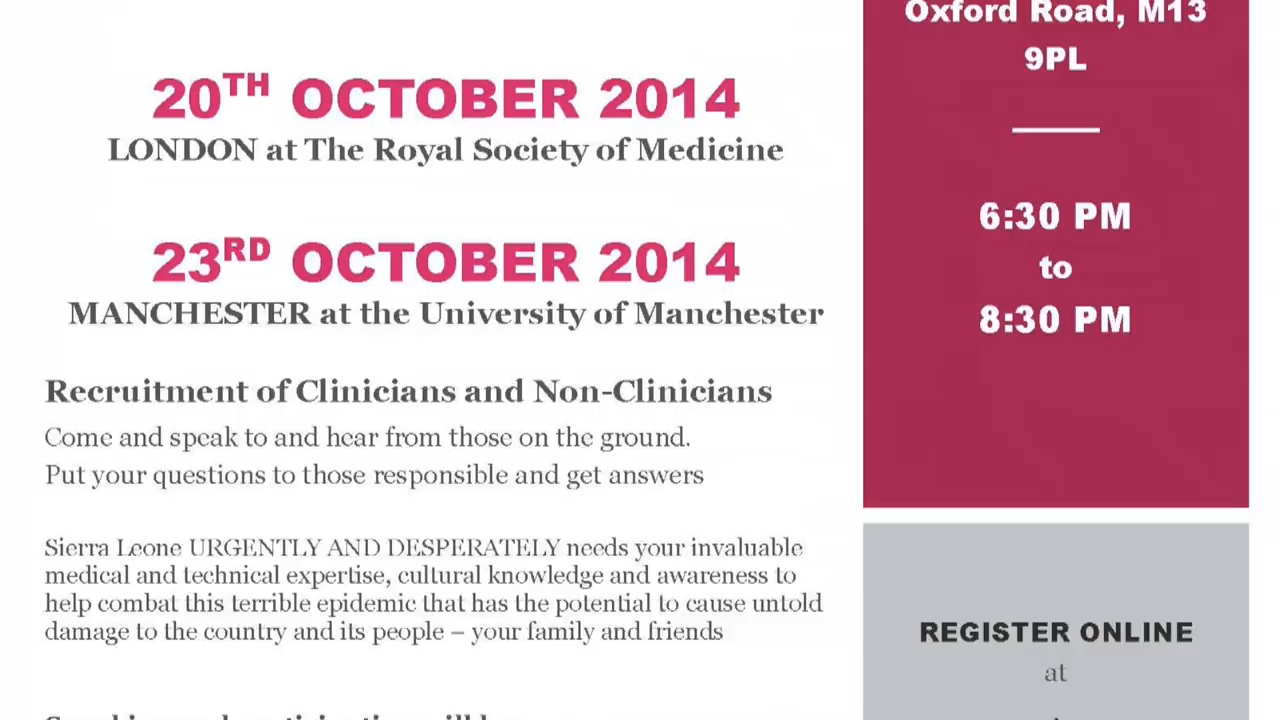 20TH OCTOBER 2014
LONDON at The Royal Society of Medicine
23RD OCTOBER 2014
MANCHESTER at the University of Manchester
Recruitment of Clinicians and Non-Clinicians
Come and speak to and hear from those on the ground.
Put your questions to those responsible and get answers
Sierra Leone URGENTLY AND DESPERATELY needs your invaluable
medical and technical expertise, cultural knowledge and awareness to
help combat this terrible epidemic that has the potential to cause untold
damage to the country and its people – your family and friends
Oxford Road, M13
9PL
6:30 PM
to
8:30 PM
REGISTER ONLINE
at